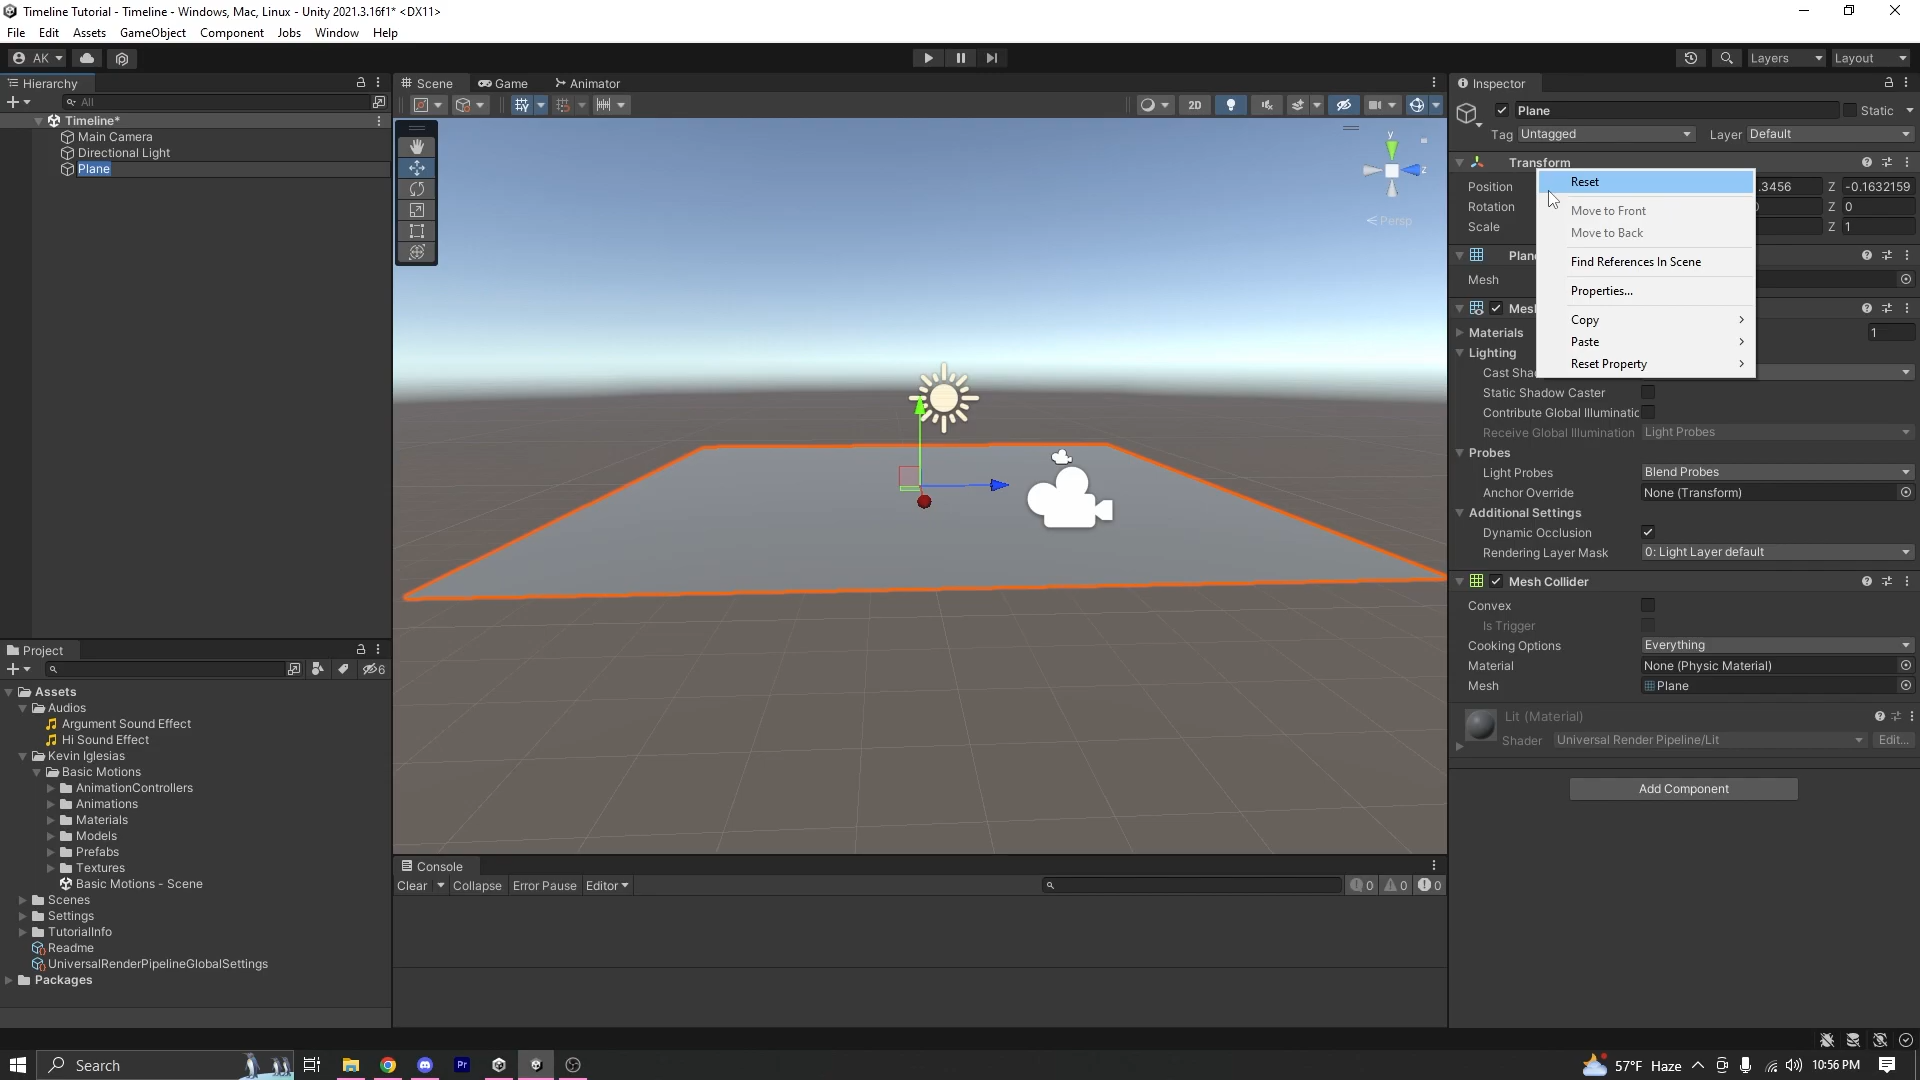 Timeline Tutorial - Timeline - Windows, Mac, Linux - Unity 2021.3.16f1* <DX11>
File Edit Assets GameObject Component Jobs Window Help
AK
Layers
Layout
Hierarchy
All
Timeline*
Main Camera
Directional Light
Plane
Scene
Game
Animator
2D
y
z
Persp
Inspector
Plane
Static
Tag Untagged
Layer Default
Transform
Position
.3456 Z -0.1632159
Rotation
Z 0
Scale
Z 1
Reset
Move to Front
Move to Back
Find References In Scene
Properties...
Copy
Paste
Reset Property
Mesh
Materials
1
Lighting
Static Shadow Caster
Contribute Global Illuminatic
Receive Global Illumination Light Probes
Probes
Light Probes Blend Probes
Anchor Override None (Transform)
Additional Settings
Dynamic Occlusion
Rendering Layer Mask 0: Light Layer default
Mesh Collider
Convex
Is Trigger
Cooking Options Everything
Material None (Physic Material)
Mesh Plane
Lit (Material)
Shader Universal Render Pipeline/Lit Edit...
Add Component
Project
6
Assets
Audios
Argument Sound Effect
Hi Sound Effect
Kevin Iglesias
Basic Motions
AnimationControllers
Animations
Materials
Models
Prefabs
Textures
Basic Motions - Scene
Scenes
Settings
TutorialInfo
Readme
UniversalRenderPipelineGlobalSettings
Packages
Console
Clear Collapse Error Pause Editor
0 0 0
Search
Pr
57°F Haze
10:56 PM